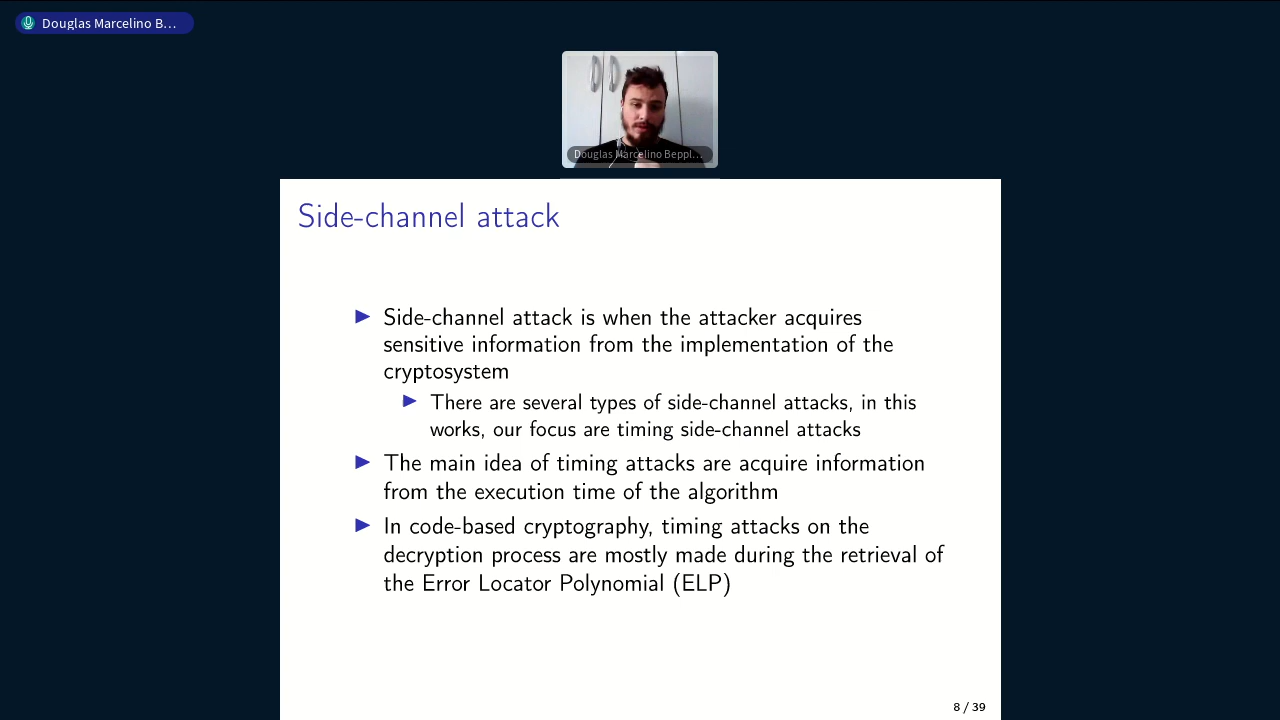 Douglas Marcelino B...
Douglas Marcelino Beppl...
Side-channel attack
Side-channel attack is when the attacker acquires
sensitive information from the implementation of the
cryptosystem
There are several types of side-channel attacks, in this
works, our focus are timing side-channel attacks
The main idea of timing attacks are acquire information
from the execution time of the algorithm
In code-based cryptography, timing attacks on the
decryption process are mostly made during the retrieval of
the Error Locator Polynomial (ELP)
8 / 39